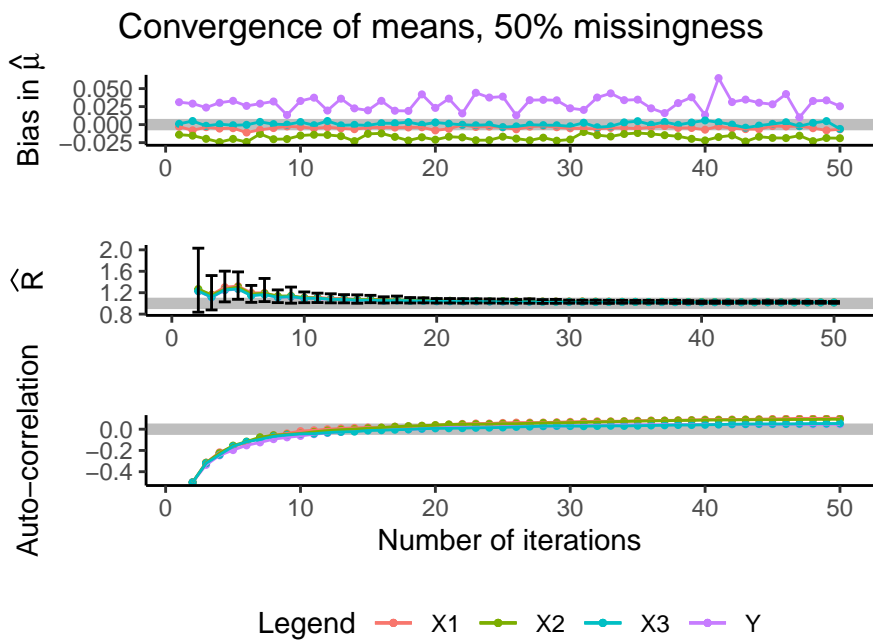 Convergence of means, 50% missingness
Bias in μ̂
0.050
0.025
0.000
−0.025
0 10 20 30 40 50
R̂
2.0
1.6
1.2
0.8
0 10 20 30 40 50
Auto−correlation
0.0
−0.2
−0.4
0 10 20 30 40 50
Number of iterations
Legend X1 X2 X3 Y